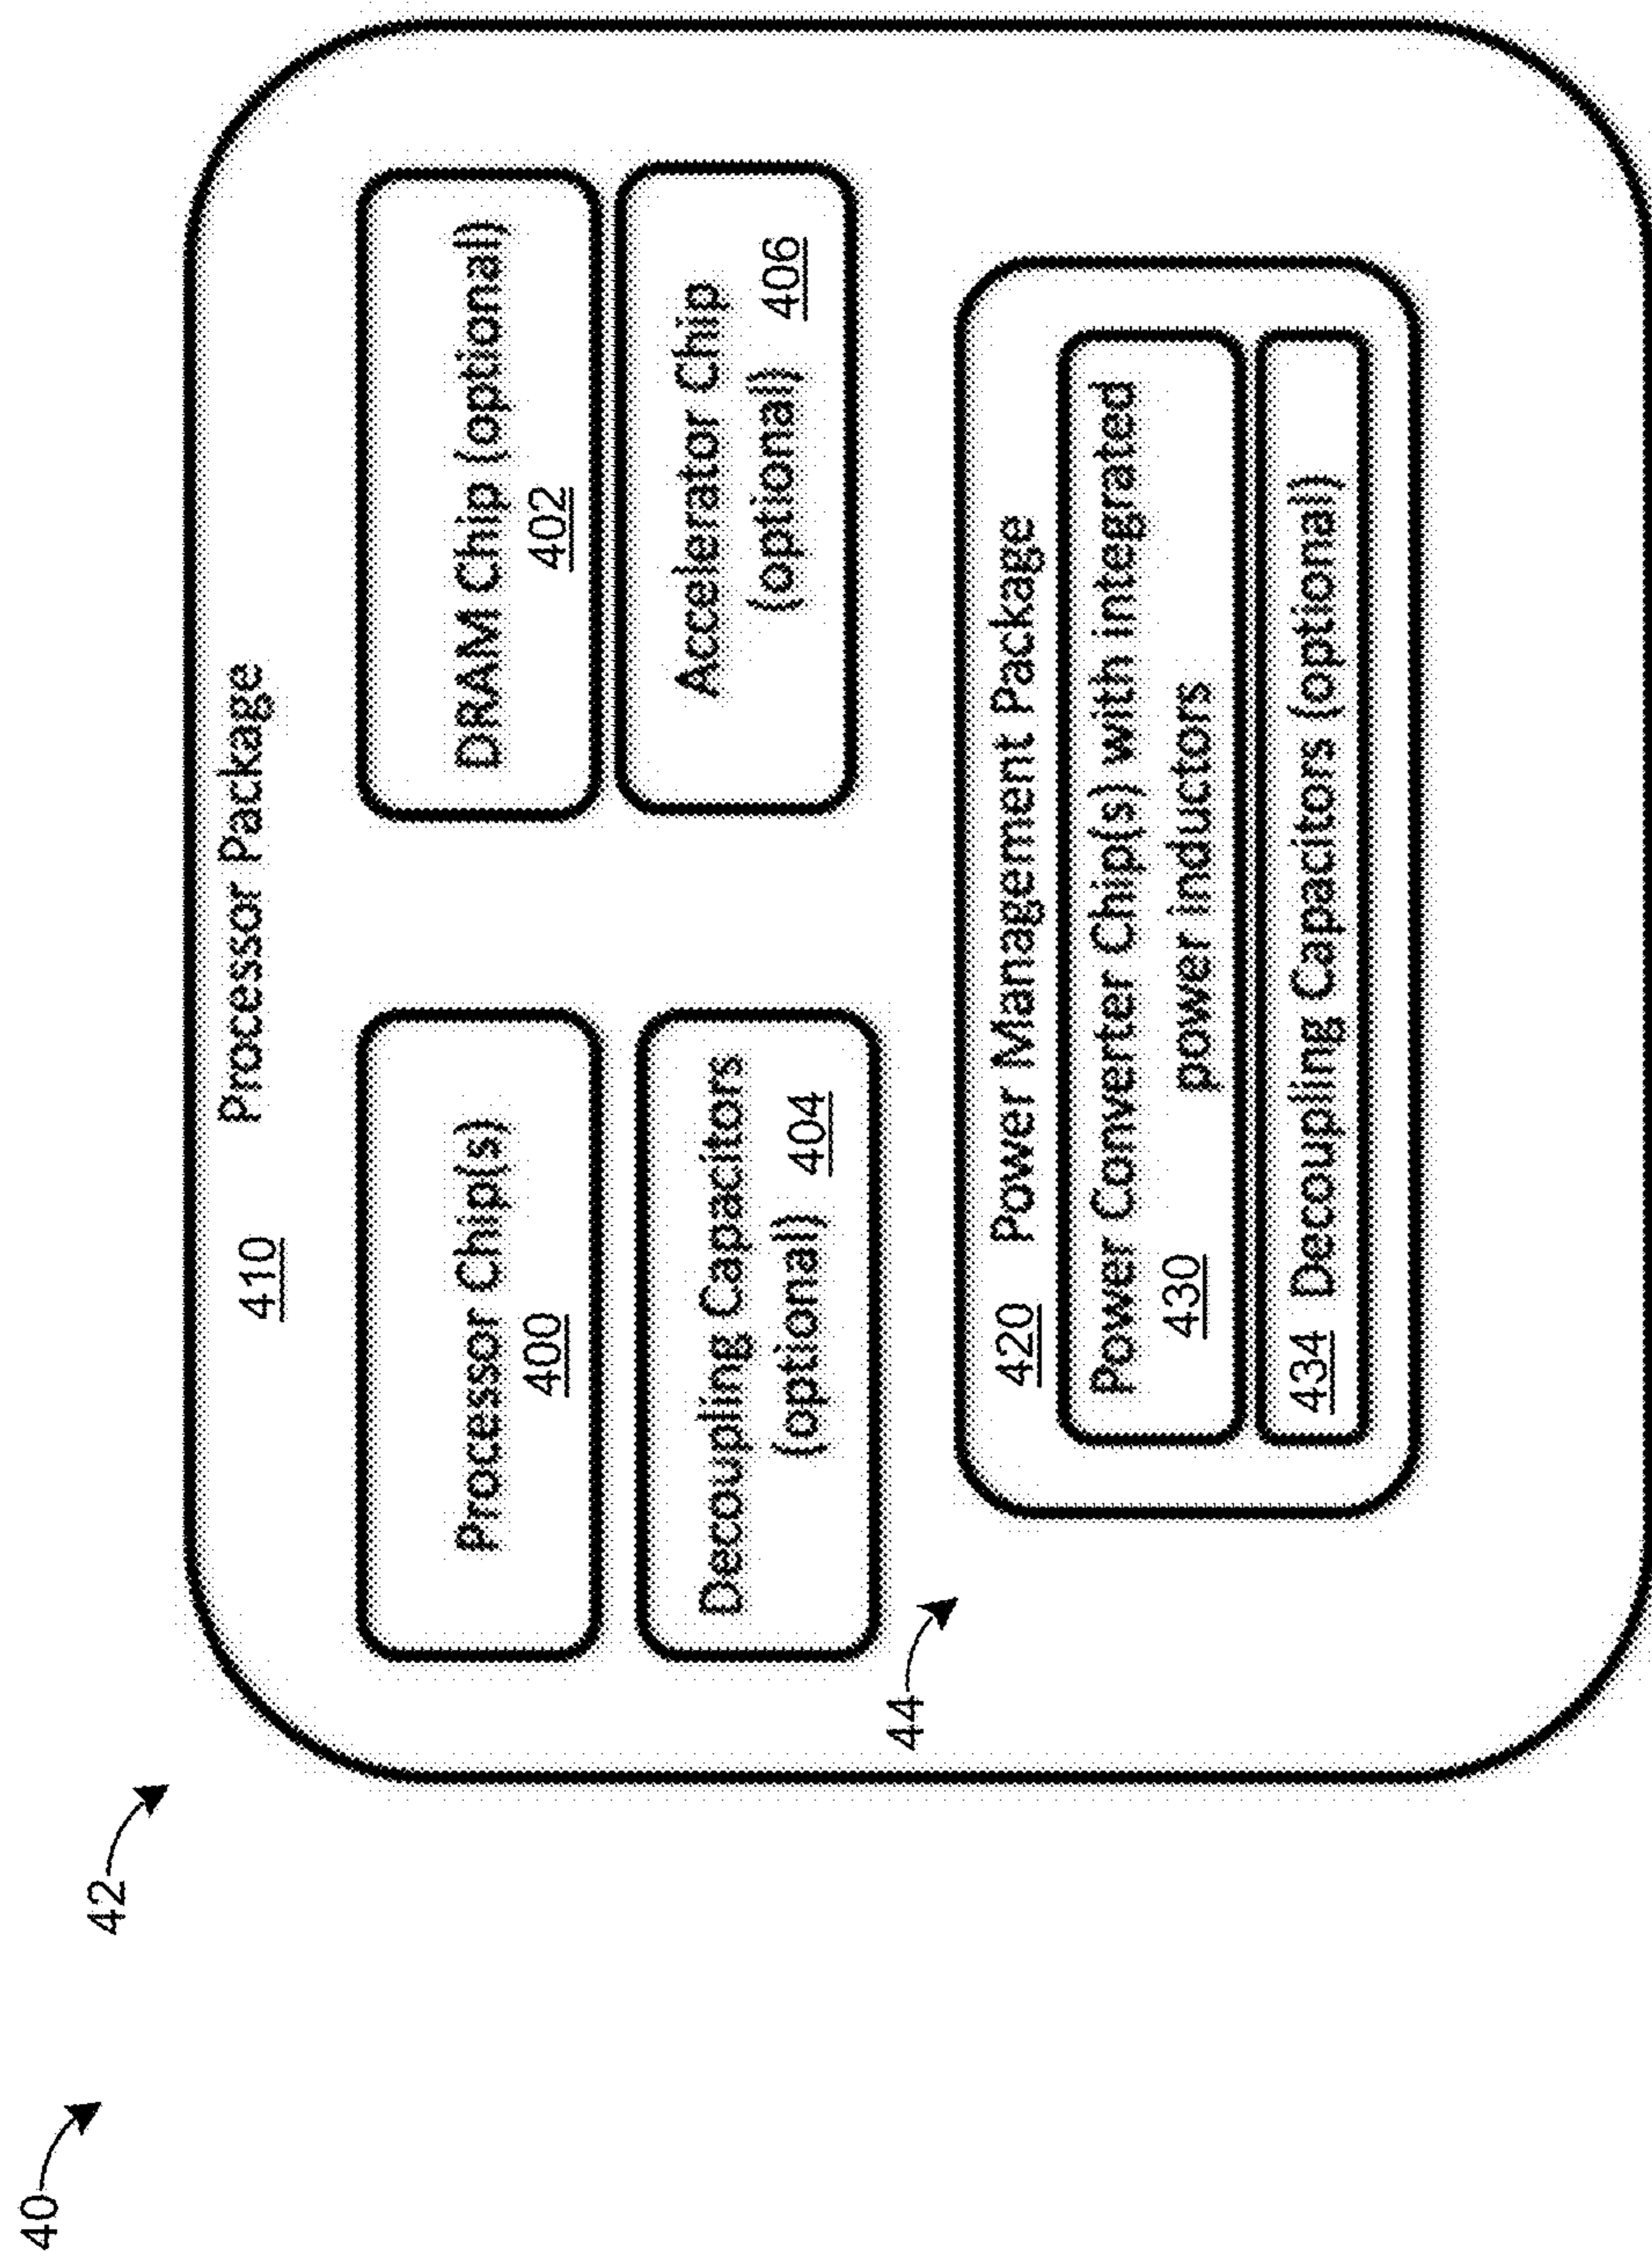 40
42
Processor Package
410
Processor Chip(s)
400
DRAM Chip (optional)
402
Decoupling Capacitors
(optional) 404
Accelerator Chip
(optional) 406
44
420 Power Management Package
Power Converter Chip(s) with integrated
430 power inductors
434 Decoupling Capacitors (optional)